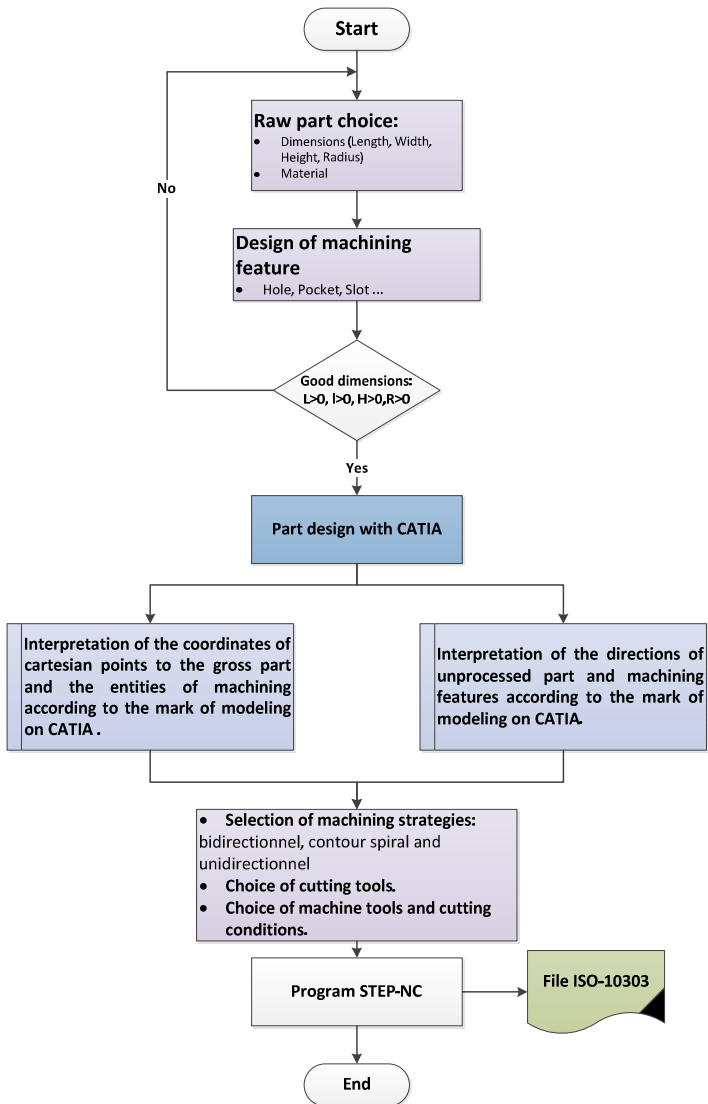 Start
Raw part choice:
• Dimensions (Length, Width,
Height, Radius)
• Material
No
Design of machining
feature
• Hole, Pocket, Slot ...
Good dimensions:
L>0, l>0, H>0,R>0
Yes
Part design with CATIA
Interpretation of the coordinates of
cartesian points to the gross part
and the entities of machining
according to the mark of modeling
on CATIA .
Interpretation of the directions of
unprocessed part and machining
features according to the mark of
modeling on CATIA.
• Selection of machining strategies:
bidirectionnel, contour spiral and
unidirectionnel
• Choice of cutting tools.
• Choice of machine tools and cutting
conditions.
Program STEP-NC
File ISO-10303
End